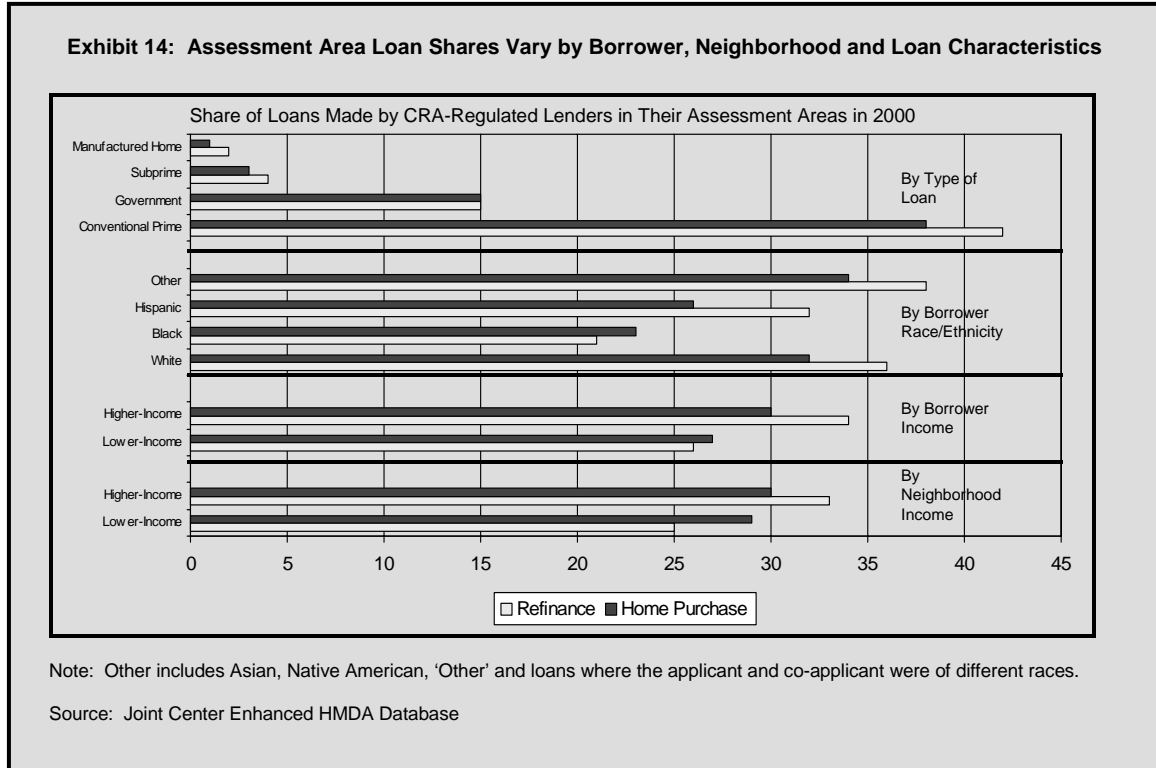 Exhibit 14: Assessment Area Loan Shares Vary by Borrower, Neighborhood and Loan Characteristics
Share of Loans Made by CRA-Regulated Lenders in Their Assessment Areas in 2000
Manufactured Home
Subprime
Government
Conventional Prime
By Type of
Loan
Other
Hispanic
Black
White
By Borrower
Race/Ethnicity
Higher-Income
Lower-Income
By Borrower
Income
Higher-Income
Lower-Income
By
Neighborhood
Income
0 5 10 15 20 25 30 35 40 45
Refinance Home Purchase
Note: Other includes Asian, Native American, ‘Other’ and loans where the applicant and co-applicant were of different races.
Source: Joint Center Enhanced HMDA Database